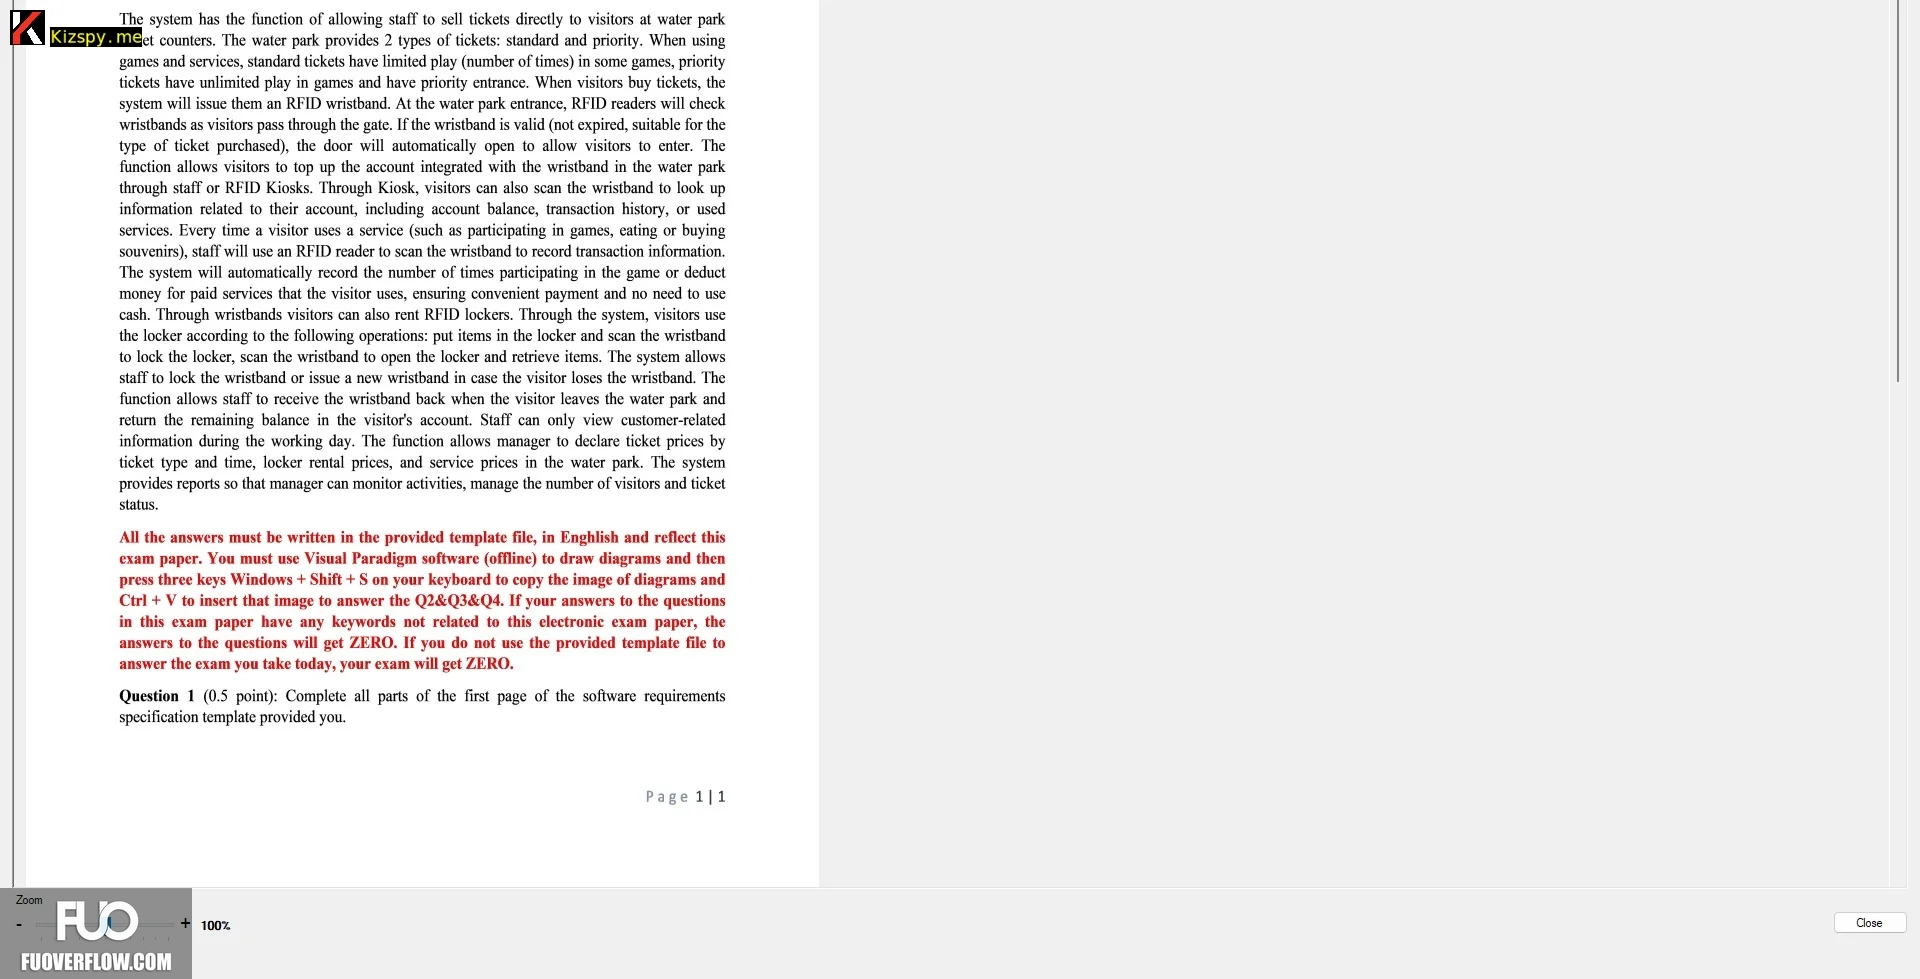 The system has the function of allowing staff to sell tickets directly to visitors at water park
Kizspy.me
et counters. The water park provides 2 types of tickets: standard and priority. When using
games and services, standard tickets have limited play (number of times) in some games, priority
tickets have unlimited play in games and have priority entrance. When visitors buy tickets, the
system will issue them an RFID wristband. At the water park entrance, RFID readers will check
wristbands as visitors pass through the gate. If the wristband is valid (not expired, suitable for the
type of ticket purchased), the door will automatically open to allow visitors to enter. The
function allows visitors to top up the account integrated with the wristband in the water park
through staff or RFID Kiosks. Through Kiosk, visitors can also scan the wristband to look up
information related to their account, including account balance, transaction history, or used
services. Every time a visitor uses a service (such as participating in games, eating or buying
souvenirs), staff will use an RFID reader to scan the wristband to record transaction information.
The system will automatically record the number of times participating in the game or deduct
money for paid services that the visitor uses, ensuring convenient payment and no need to use
cash. Through wristbands visitors can also rent RFID lockers. Through the system, visitors use
the locker according to the following operations: put items in the locker and scan the wristband
to lock the locker, scan the wristband to open the locker and retrieve items. The system allows
staff to lock the wristband or issue a new wristband in case the visitor loses the wristband. The
function allows staff to receive the wristband back when the visitor leaves the water park and
return the remaining balance in the visitor's account. Staff can only view customer-related
information during the working day. The function allows manager to declare ticket prices by
ticket type and time, locker rental prices, and service prices in the water park. The system
provides reports so that manager can monitor activities, manage the number of visitors and ticket
status.
All the answers must be written in the provided template file, in Enghlish and reflect this
exam paper. You must use Visual Paradigm software (offline) to draw diagrams and then
press three keys Windows + Shift + S on your keyboard to copy the image of diagrams and
Ctrl + V to insert that image to answer the Q2&Q3&Q4. If your answers to the questions
in this exam paper have any keywords not related to this electronic exam paper, the
answers to the questions will get ZERO. If you do not use the provided template file to
answer the exam you take today, your exam will get ZERO.
Question 1 (0.5 point): Complete all parts of the first page of the software requirements
specification template provided you.
Page 1 | 1
Zoom
- + 100%
Close
FUO
FUOVERFLOW.COM